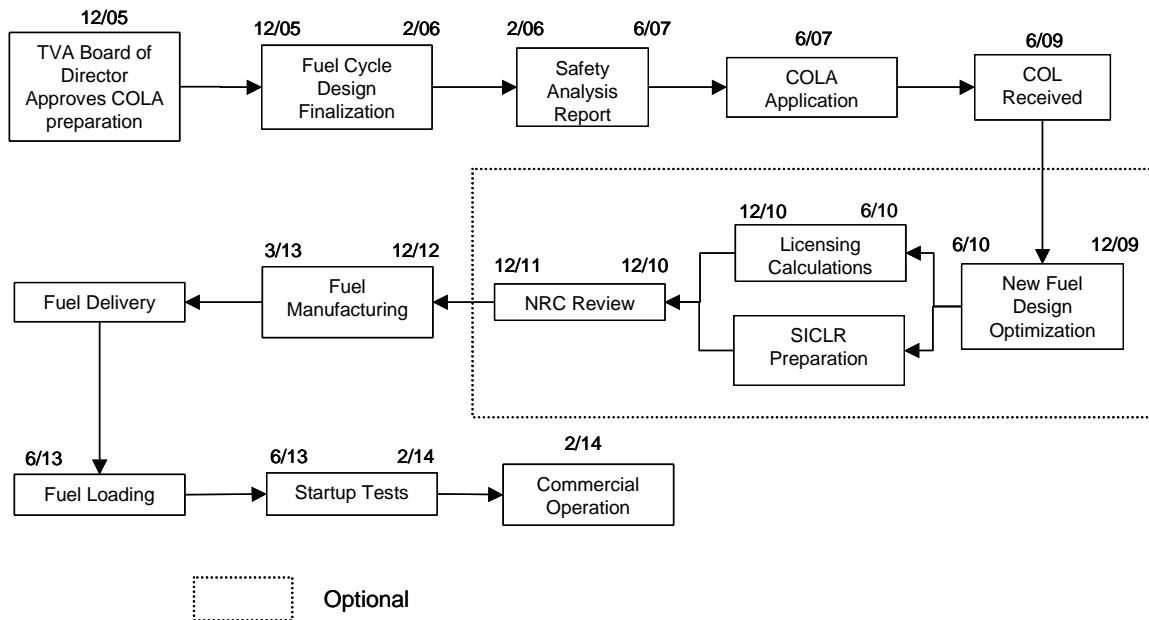 12/05
TVA Board of
Director
Approves COLA
preparation
12/05 2/06
Fuel Cycle
Design
Finalization
2/06 6/07
Safety
Analysis
Report
6/07
COLA
Application
6/09
COL
Received
12/10 6/10
Licensing
Calculations
SICLR
Preparation
6/10 12/09
New Fuel
Design
Optimization
12/11 12/10
NRC Review
3/13 12/12
Fuel
Manufacturing
Fuel Delivery
6/13
Fuel Loading
6/13 2/14
Startup Tests
2/14
Commercial
Operation
Optional